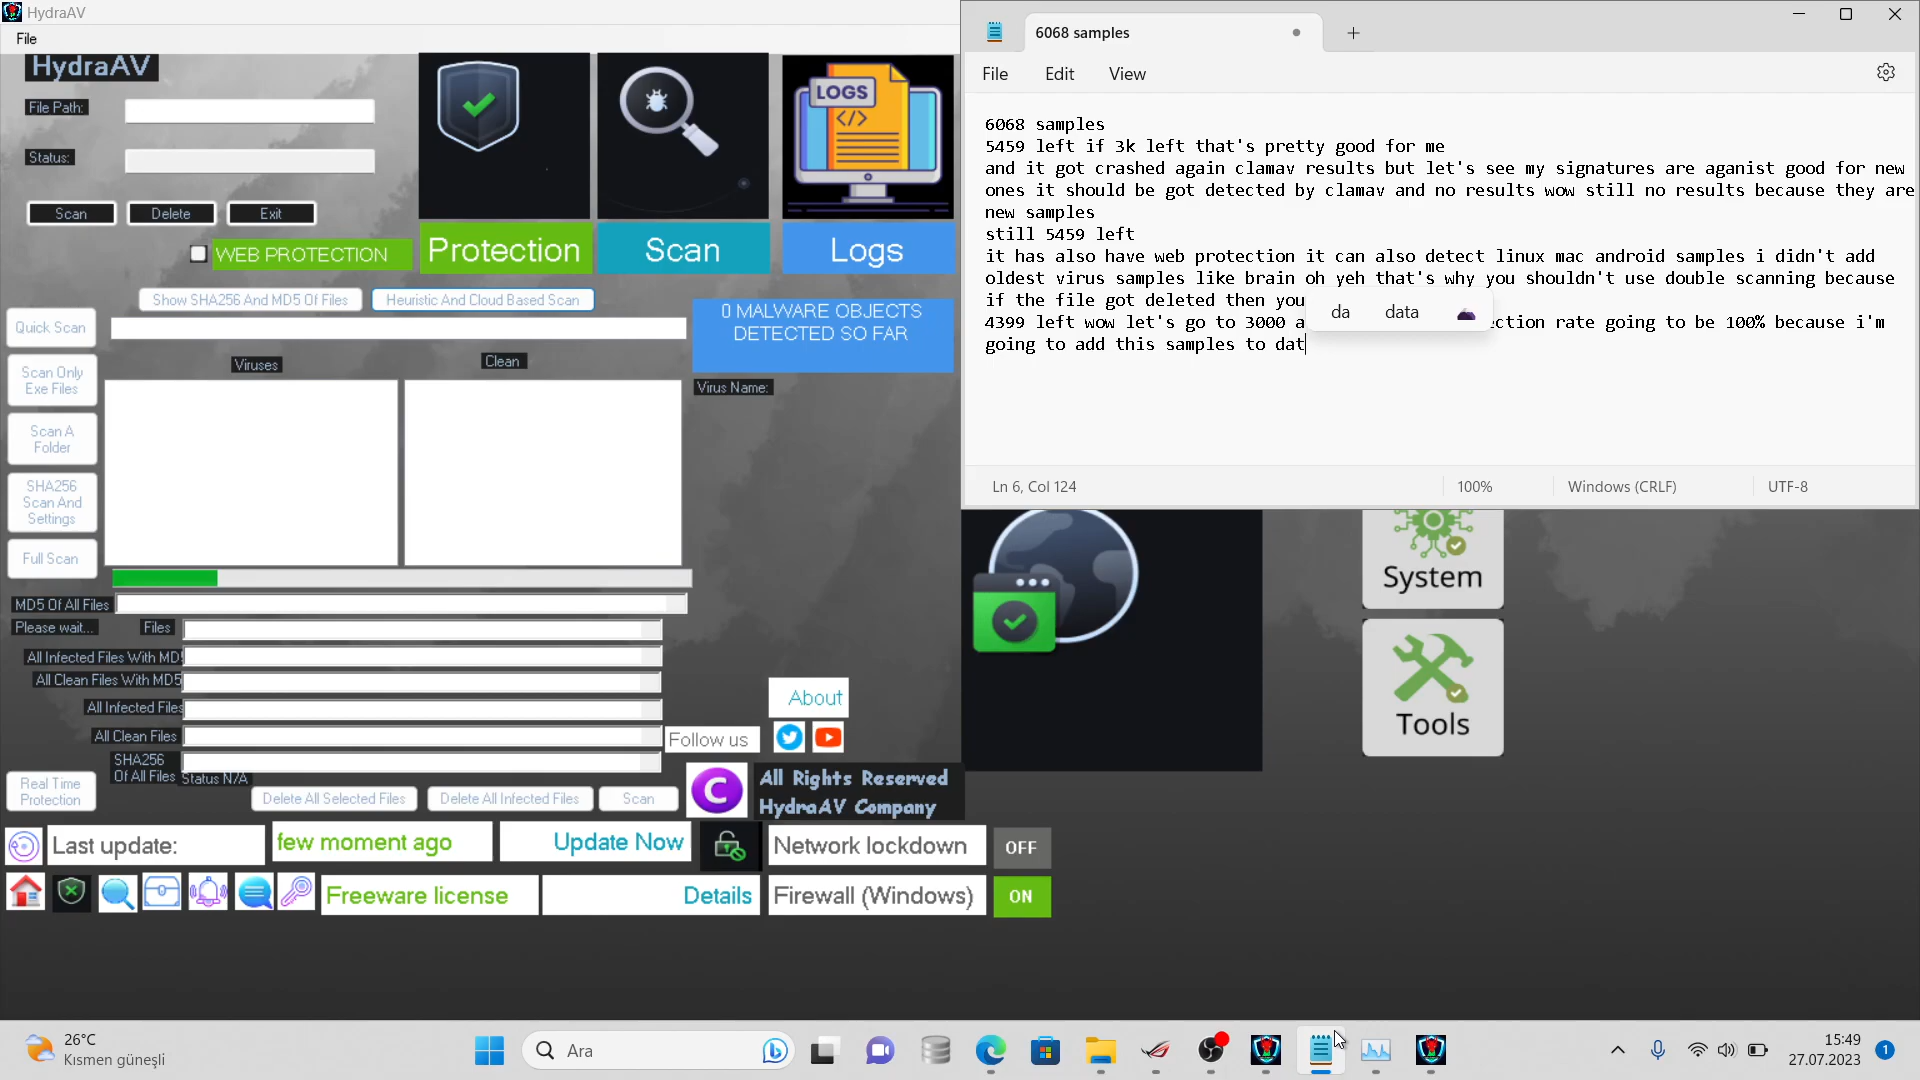 HydraAV
File
HydraAV
File Path:
Status:
Scan
Delete
Exit
WEB PROTECTION
Protection
Scan
LOGS
Logs
Show SHA256 And MD5 Of Files
Heuristic And Cloud Based Scan
0 MALWARE OBJECTS
DETECTED SO FAR
Quick Scan
Viruses
Clean
Virus Name:
Scan Only
Exe Files
Scan A
Folder
SHA256
Scan And
Settings
Full Scan
MD5 Of All Files
Please wait...
Files
All Infected Files With MD
All Clean Files With MD5
All Infected Files
All Clean Files
SHA256
Of All Files
Status N/A
Real Time
Protection
Delete All Selected Files
Delete All Infected Files
Scan
About
Follow us
All Rights Reserved
HydraAV Company
Last update:
few moment ago
Update Now
Network lockdown
OFF
Freeware license
Details
Firewall (Windows)
ON
6068 samples
File
Edit
View
6068 samples
5459 left if 3k left that's pretty good for me
and it got crashed again clamav results but let's see my signatures are aganist good for new
ones it should be got detected by clamav and no results wow still no results because they are
new samples
still 5459 left
it has also have web protection it can also detect linux mac android samples i didn't add
oldest virus samples like brain oh yeh that's why you shouldn't use double scanning because
if the file got deleted then you
da
data
4399 left wow let's go to 3000 a ction rate going to be 100% because i'm
going to add this samples to dat
Ln 6, Col 124
100%
Windows (CRLF)
UTF-8
System
Tools
26°C
Kısmen güneşli
Ara
15:49
27.07.2023
1